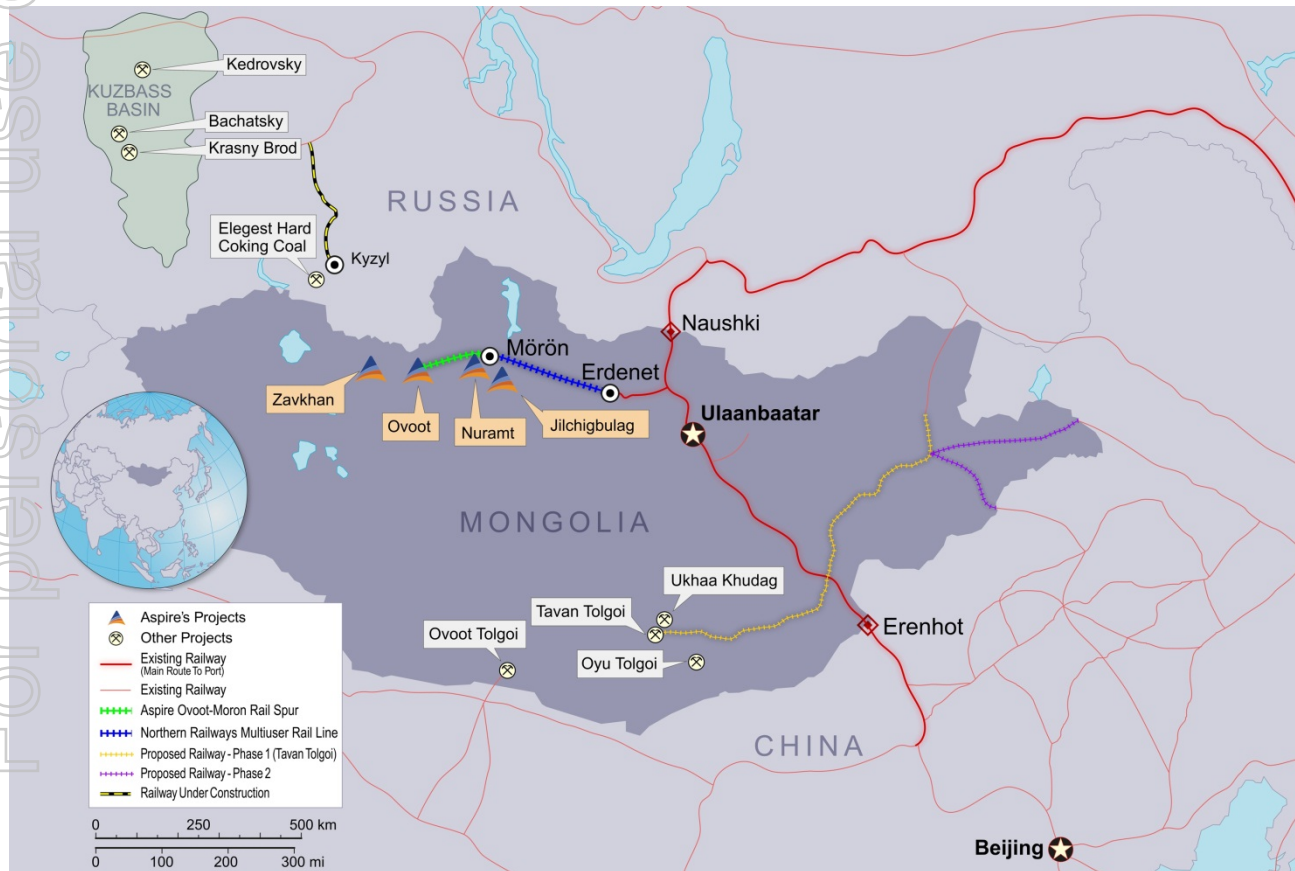 For personal use
Kedrovsky
KUZBASS
BASIN
Bachatsky
Krasny Brod
RUSSIA
Elegest Hard
Coking Coal
Kyzyl
Naushki
Mörön
Erdenet
Zavkhan
Ovoot
Nuramt
Jilchigbulag
Ulaanbaatar
MONGOLIA
Ukhaa Khudag
Tavan Tolgoi
Ovoot Tolgoi
Oyu Tolgoi
Erenhot
CHINA
Beijing
Aspire's Projects
Other Projects
Existing Railway
(Main Route To Port)
Existing Railway
Aspire Ovoot-Moron Rail Spur
Northern Railways Multiuser Rail Line
Proposed Railway - Phase 1 (Tavan Tolgoi)
Proposed Railway - Phase 2
Railway Under Construction
0 250 500 km
0 100 200 300 mi